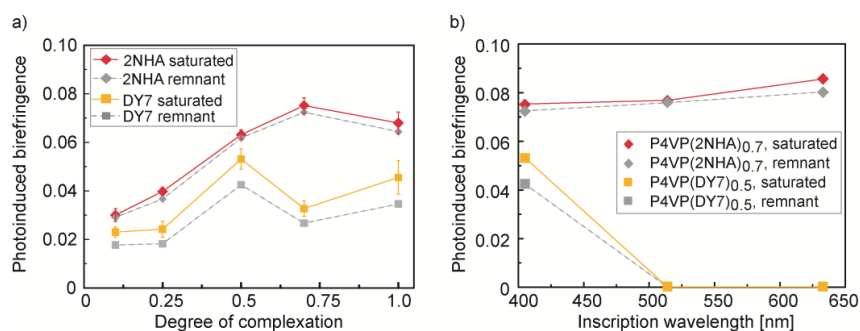 a)
Photoinduced birefringence
0.10
0.08
0.06
0.04
0.02
0
2NHA saturated
2NHA remnant
DY7 saturated
DY7 remnant
0
0.25
0.5
0.75
1.0
Degree of complexation
b)
Photoinduced birefringence
0.10
0.08
0.06
0.04
0.02
0
P4VP(2NHA)0.7, saturated
P4VP(2NHA)0.7, remnant
P4VP(DY7)0.5, saturated
P4VP(DY7)0.5, remnant
400
450
500
550
600
650
Inscription wavelength [nm]